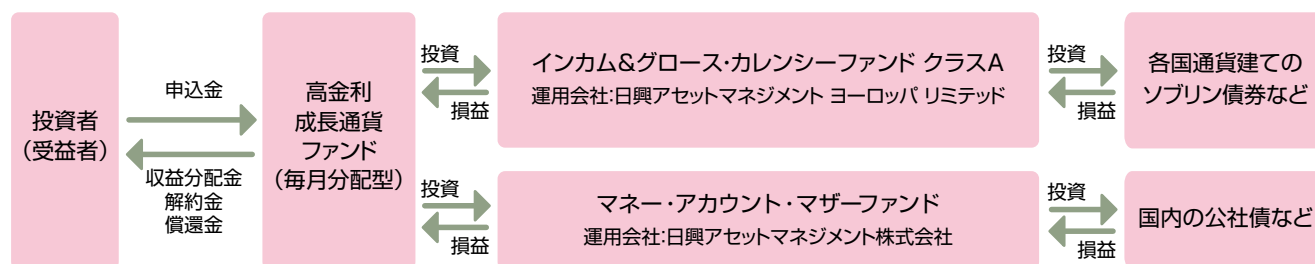 投資者
（受益者）
申込金
収益分配金
解約金
償還金
高金利
成長通貨
ファンド
（毎月分配型）
投資
損益
インカム&グロース・カレンシーファンド クラスA
運用会社:日興アセットマネジメント ヨーロッパ リミテッド
投資
損益
各国通貨建ての
ソブリン債券など
投資
損益
マネー・アカウント・マザーファンド
運用会社:日興アセットマネジメント株式会社
投資
損益
国内の公社債など